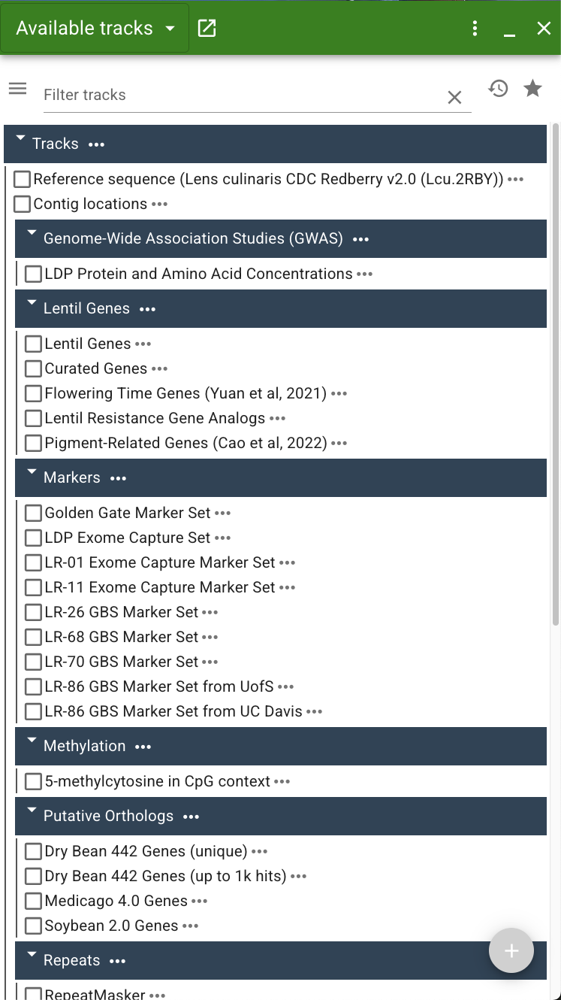 Available tracks
Filter tracks
Tracks
Reference sequence (Lens culinaris CDC Redberry v2.0 (Lcu.2RBY))
Contig locations
Genome-Wide Association Studies (GWAS)
LDP Protein and Amino Acid Concentrations
Lentil Genes
Lentil Genes
Curated Genes
Flowering Time Genes (Yuan et al, 2021)
Lentil Resistance Gene Analogs
Pigment-Related Genes (Cao et al, 2022)
Markers
Golden Gate Marker Set
LDP Exome Capture Set
LR-01 Exome Capture Marker Set
LR-11 Exome Capture Marker Set
LR-26 GBS Marker Set
LR-68 GBS Marker Set
LR-70 GBS Marker Set
LR-86 GBS Marker Set from UofS
LR-86 GBS Marker Set from UC Davis
Methylation
5-methylcytosine in CpG context
Putative Orthologs
Dry Bean 442 Genes (unique)
Dry Bean 442 Genes (up to 1k hits)
Medicago 4.0 Genes
Soybean 2.0 Genes
Repeats
RepeatMasker